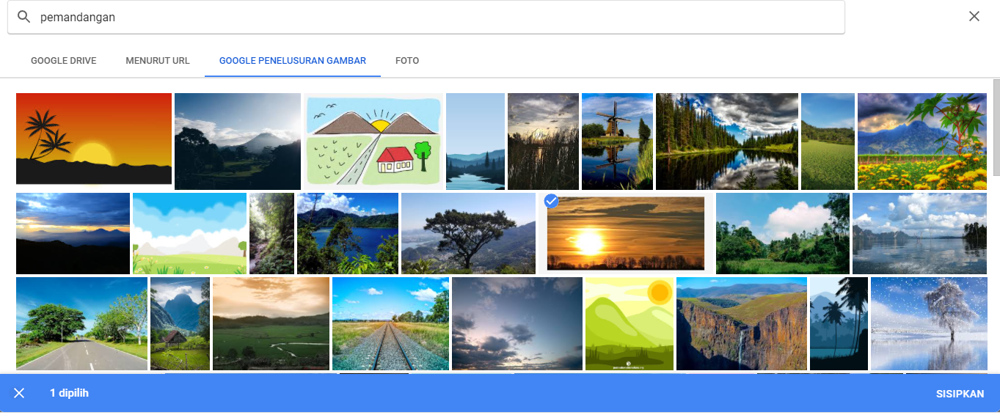 pemandangan
GOOGLE DRIVE MENURUT URL GOOGLE PENELUSURAN GAMBAR FOTO
1 dipilih SISIPKAN